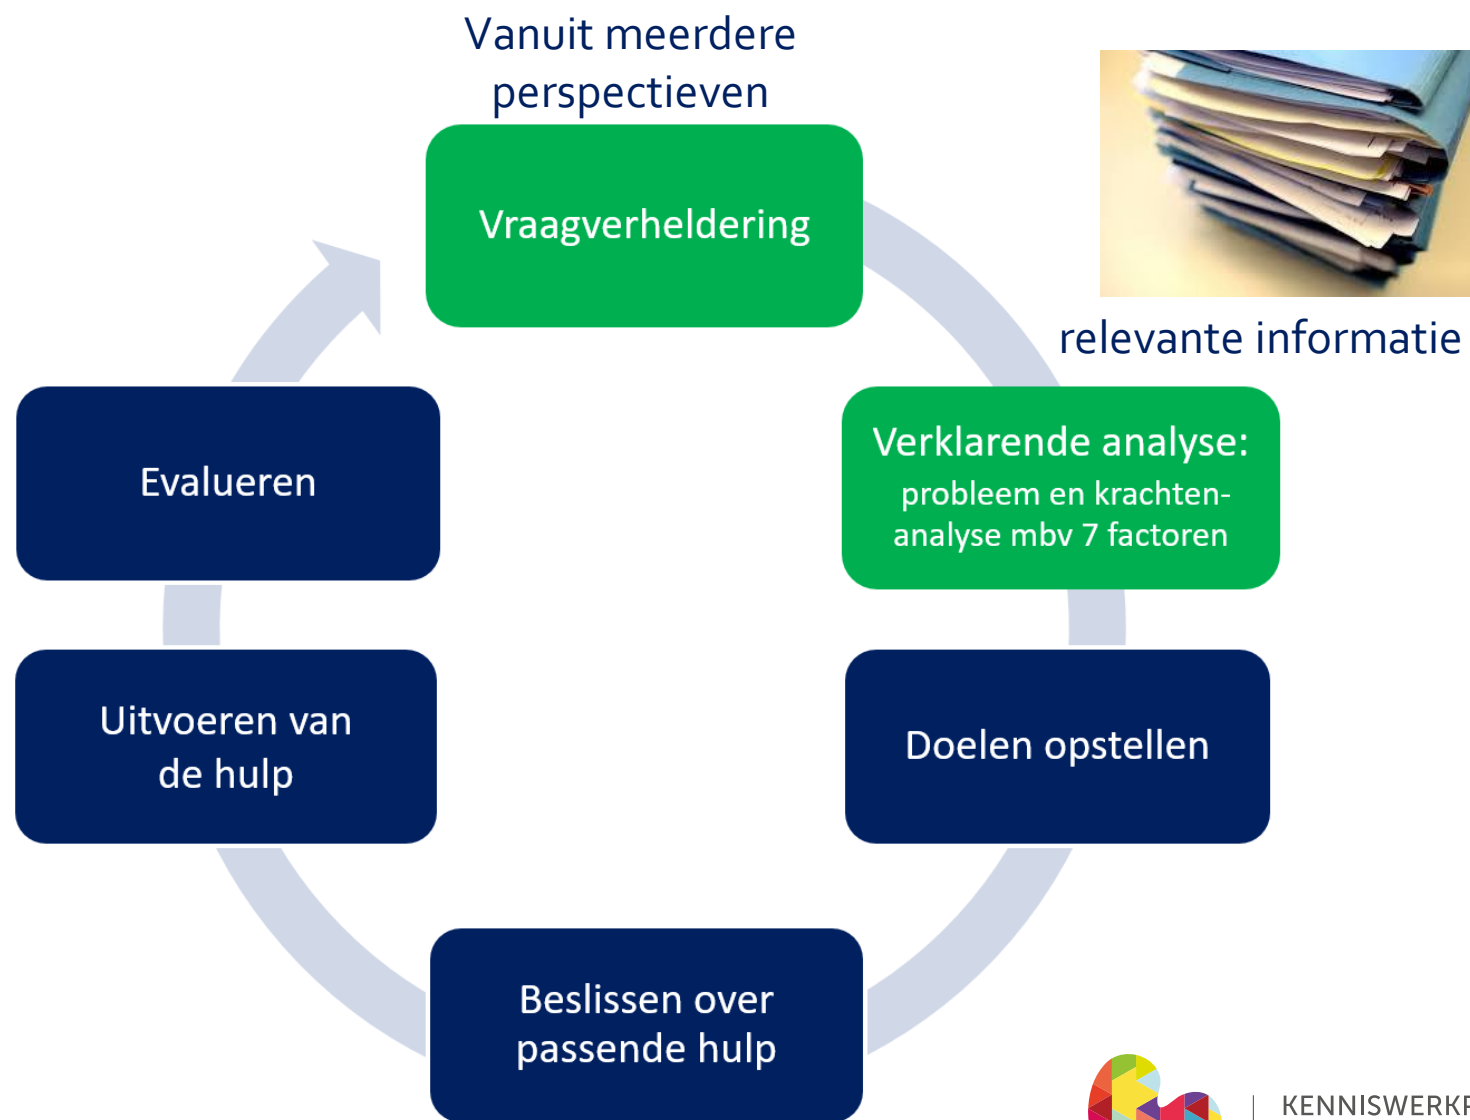 Vanuit meerdere
perspectieven
Vraagverheldering
relevante informatie
Verklarende analyse:
probleem en krachten-
analyse mbv 7 factoren
Doelen opstellen
Beslissen over
passende hulp
Uitvoeren van
de hulp
Evalueren